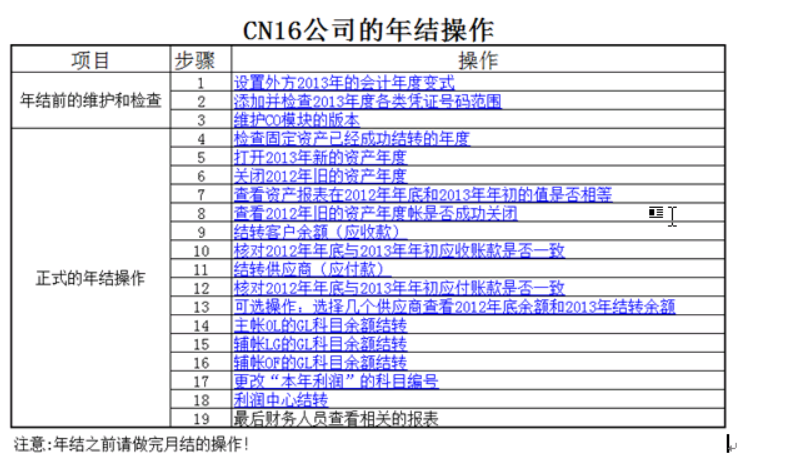 CN16公司的年结操作
项目 步骤 操作
年结前的维护和检查
1 设置外方2013年的会计年度变式
2 添加并检查2013年度各类凭证号码范围
3 维护CO模块的版本
正式的年结操作
4 检查固定资产已经成功结转的年度
5 打开2013年新的资产年度
6 关闭2012年旧的资产年度
7 查看资产报表在2012年年底和2013年年初的值是否相等
8 查看2012年旧的资产年度帐是否成功关闭
9 结转客户余额（应收款）
10 核对2012年年底与2013年年初应收账款是否一致
11 结转供应商（应付款）
12 核对2012年年底与2013年年初应付账款是否一致
13 可选操作：选择几个供应商查看2012年底余额和2013年结转余额
14 主帐0L的GL科目余额结转
15 辅帐LG的GL科目余额结转
16 辅帐OF的GL科目余额结转
17 更改“本年利润”的科目编号
18 利润中心结转
19 最后财务人员查看相关的报表
注意:年结之前请做完月结的操作!